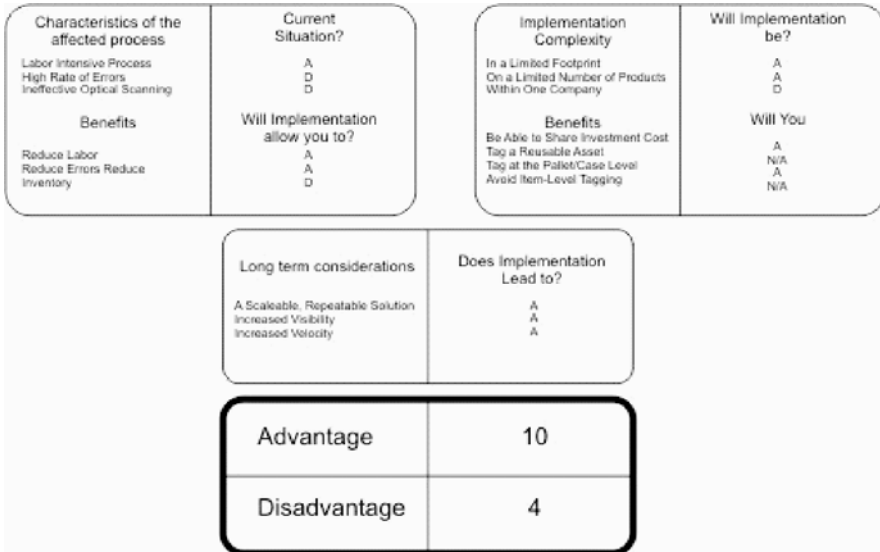 Characteristics of the
affected process
Current
Situation?
Labor Intensive Process A
High Rate of Errors D
Ineffective Optical Scanning D
Benefits
Will Implementation
allow you to?
Reduce Labor A
Reduce Errors Reduce A
Inventory D
Implementation
Complexity
Will Implementation
be?
In a Limited Footprint A
On a Limited Number of Products A
Within One Company D
Benefits
Will You
Be Able to Share Investment Cost A
Tag a Reusable Asset N/A
Tag at the Pallet/Case Level A
Avoid Item-Level Tagging N/A
Long term considerations
Does Implementation
Lead to?
A Scaleable, Repeatable Solution A
Increased Visibility A
Increased Velocity A
Advantage 10
Disadvantage 4